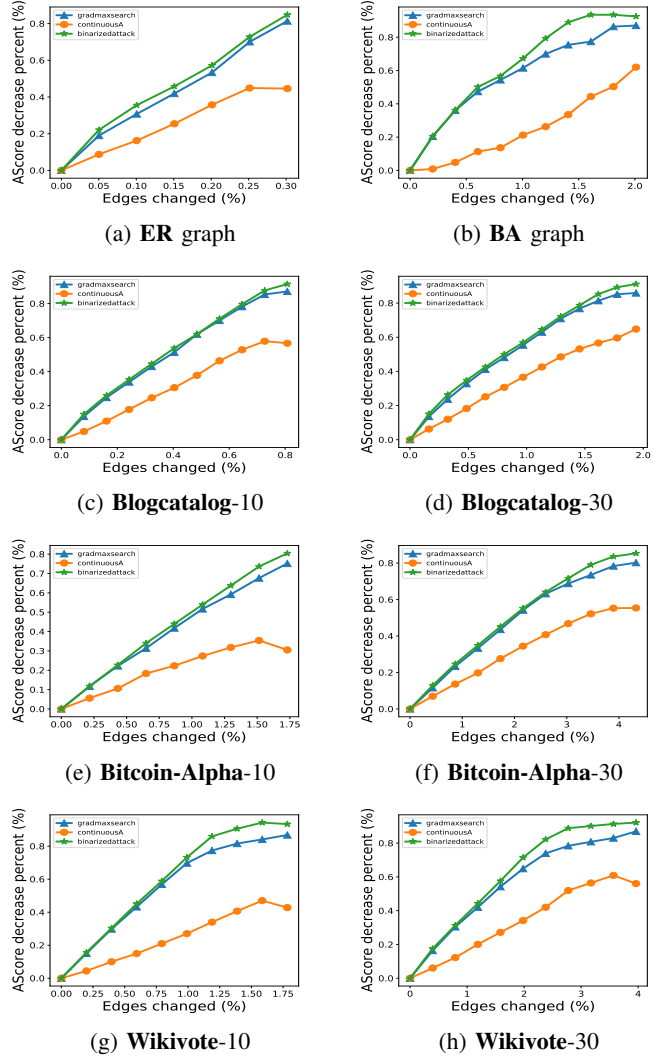 AScore decrease percent (%)
0.8
0.6
0.4
0.2
0.0
gradmaxsearch
continuousA
binarizedattack
0.00 0.05 0.10 0.15 0.20 0.25 0.30
Edges changed (%)
(a) ER graph
AScore decrease percent (%)
0.8
0.6
0.4
0.2
0.0
gradmaxsearch
continuousA
binarizedattack
0.0 0.5 1.0 1.5 2.0
Edges changed (%)
(b) BA graph
AScore decrease percent (%)
0.8
0.6
0.4
0.2
0.0
gradmaxsearch
continuousA
binarizedattack
0.0 0.2 0.4 0.6 0.8
Edges changed (%)
(c) Blogcatalog-10
AScore decrease percent (%)
0.8
0.6
0.4
0.2
0.0
gradmaxsearch
continuousA
binarizedattack
0.0 0.5 1.0 1.5 2.0
Edges changed (%)
(d) Blogcatalog-30
AScore decrease percent (%)
0.8
0.7
0.6
0.5
0.4
0.3
0.2
0.1
0.0
gradmaxsearch
continuousA
binarizedattack
0.00 0.25 0.50 0.75 1.00 1.25 1.50 1.75
Edges changed (%)
(e) Bitcoin-Alpha-10
AScore decrease percent (%)
0.8
0.6
0.4
0.2
0.0
gradmaxsearch
continuousA
binarizedattack
0 1 2 3 4
Edges changed (%)
(f) Bitcoin-Alpha-30
AScore decrease percent (%)
0.8
0.6
0.4
0.2
0.0
gradmaxsearch
continuousA
binarizedattack
0.00 0.25 0.50 0.75 1.00 1.25 1.50 1.75
Edges changed (%)
(g) Wikivote-10
AScore decrease percent (%)
0.8
0.6
0.4
0.2
0.0
gradmaxsearch
continuousA
binarizedattack
0 1 2 3 4
Edges changed (%)
(h) Wikivote-30